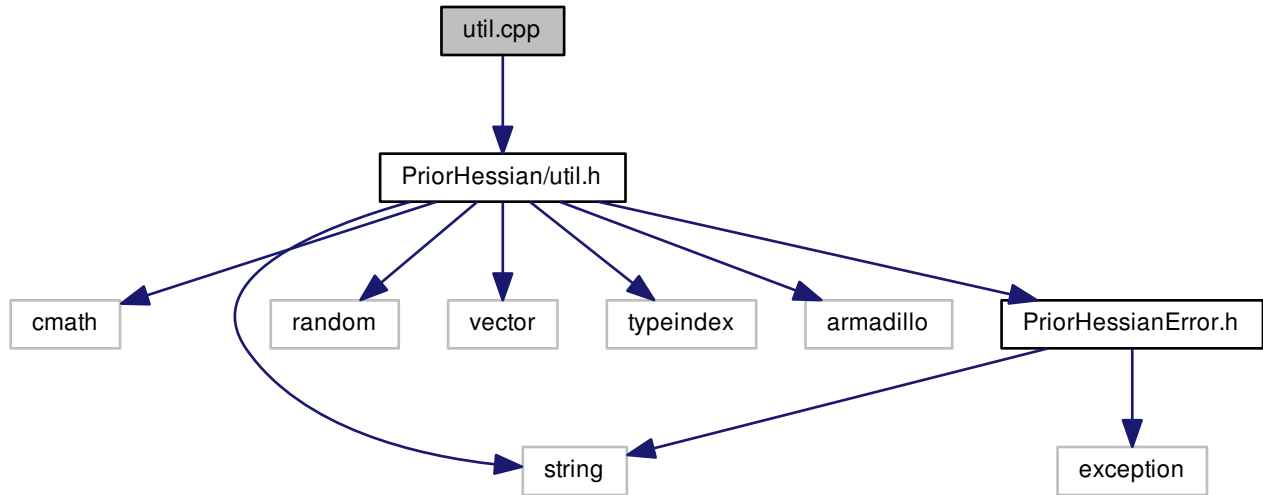 util.cpp
PriorHessian/util.h
cmath
random
vector
typeindex
armadillo
PriorHessianError.h
string
exception